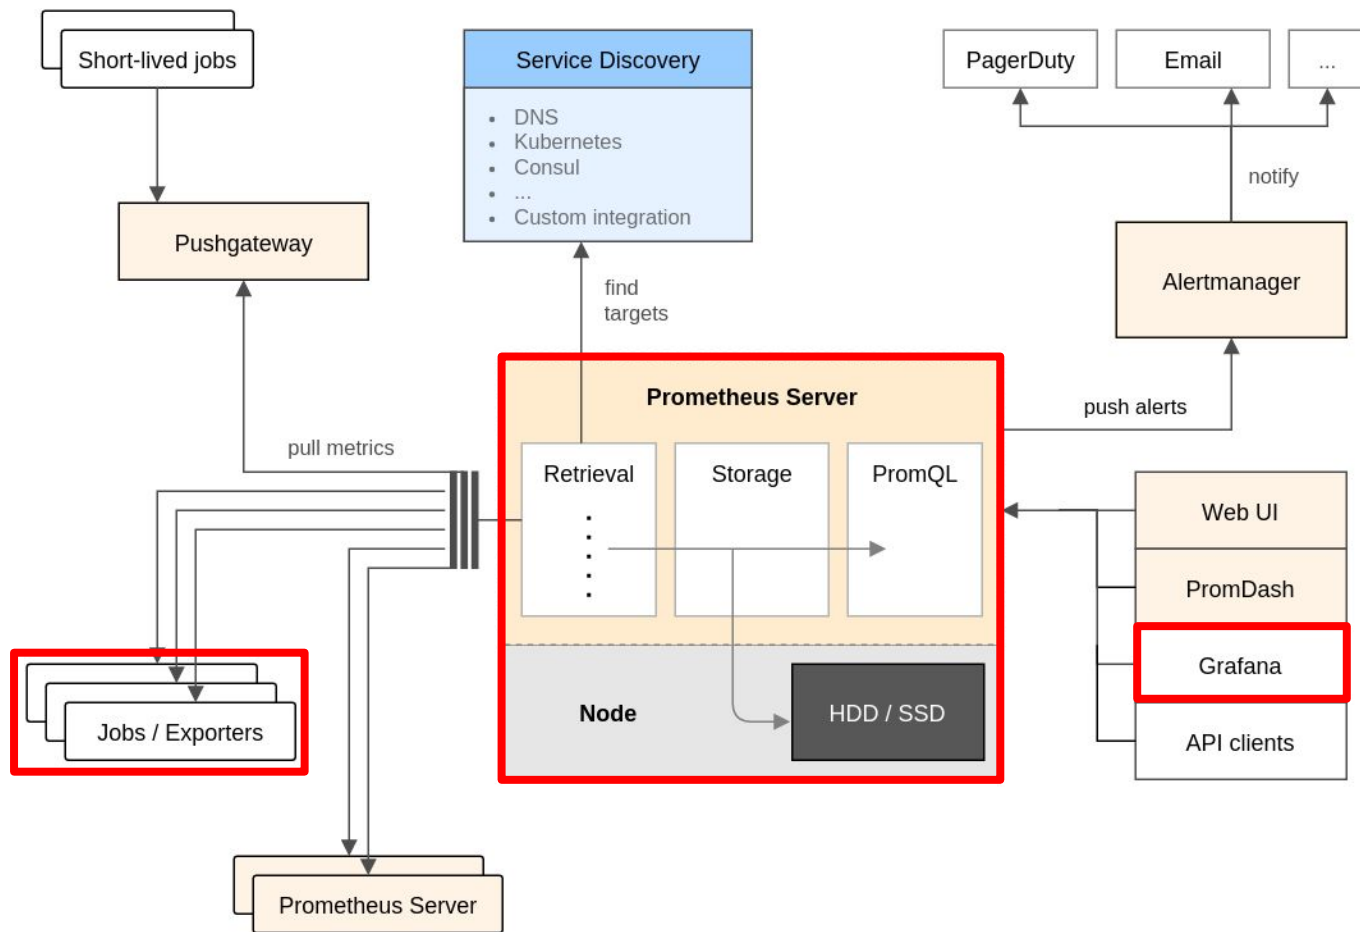 Short-lived jobs
Service Discovery
DNS
Kubernetes
Consul
...
Custom integration
PagerDuty
Email
...
notify
Pushgateway
Alertmanager
find
targets
Prometheus Server
push alerts
pull metrics
Retrieval
Storage
PromQL
Web UI
PromDash
Grafana
API clients
Jobs / Exporters
Node
HDD / SSD
Prometheus Server